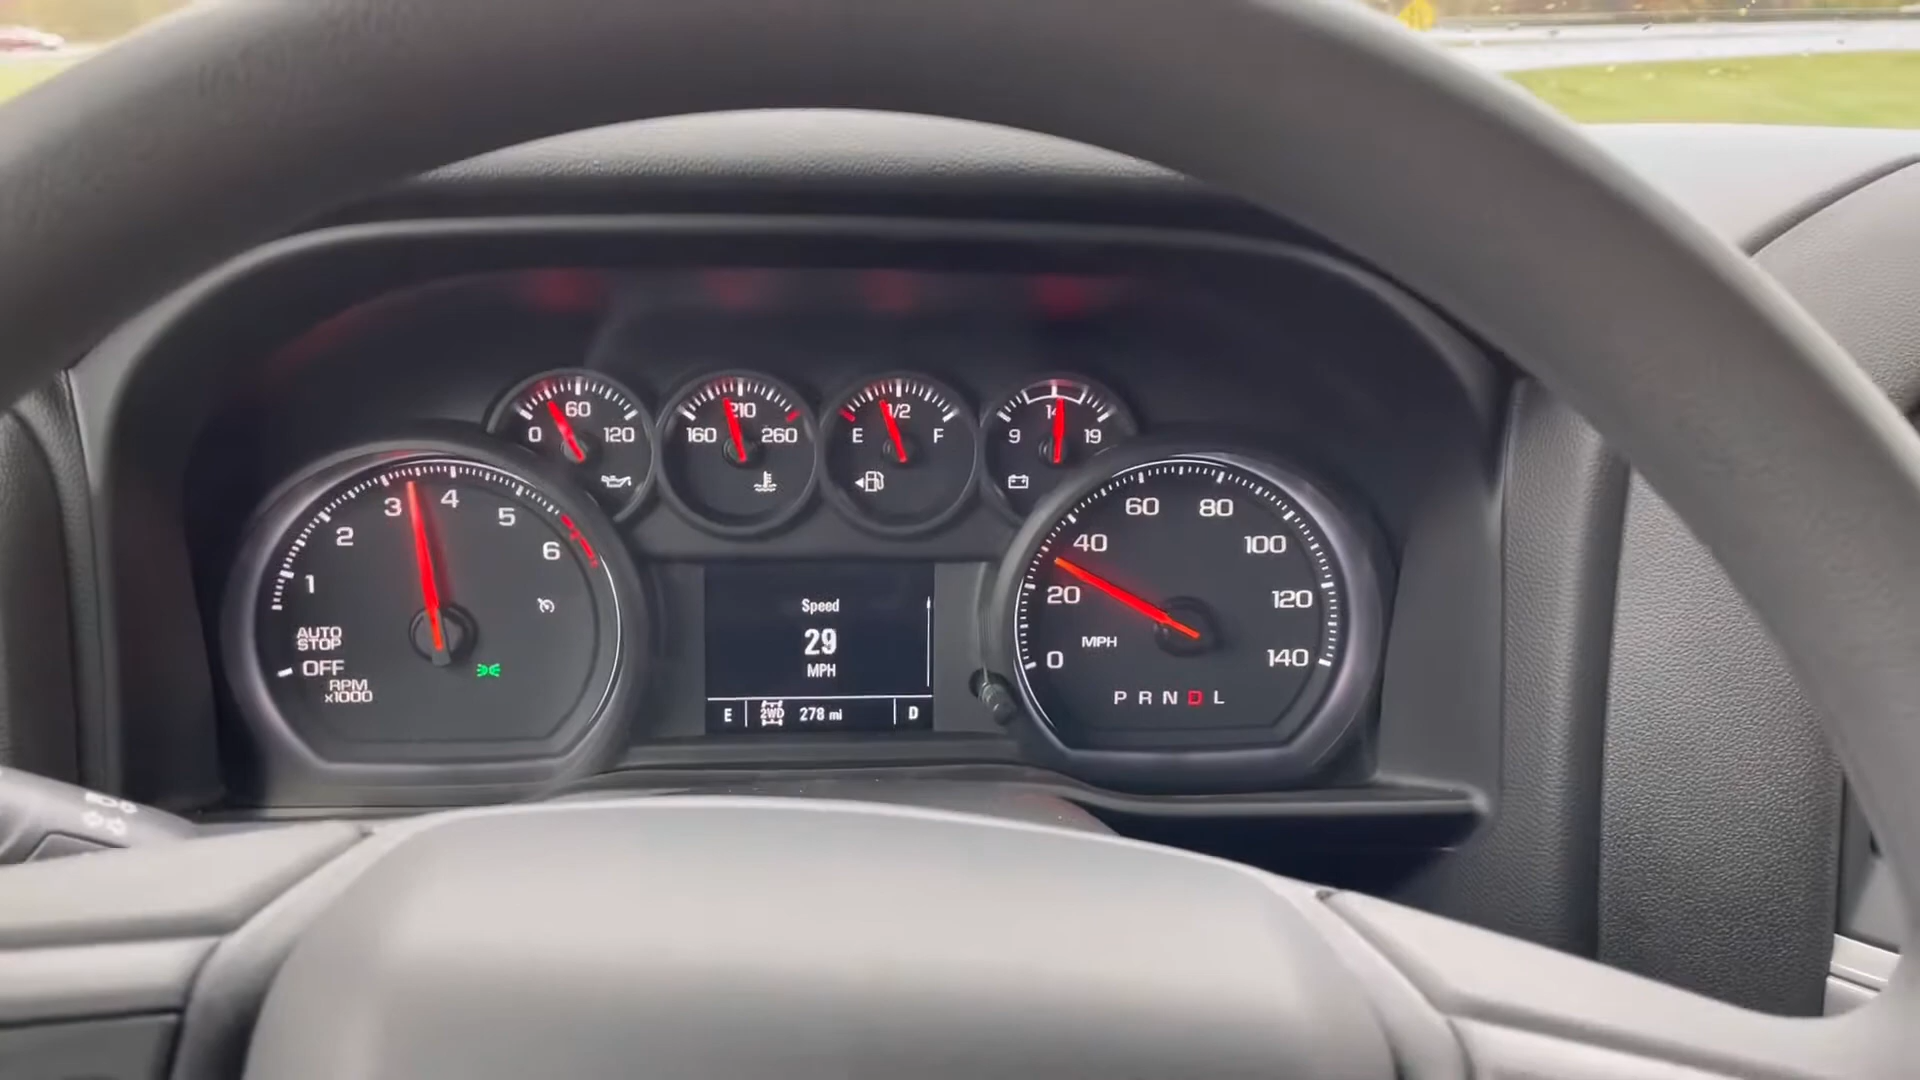 0 60 120
160 210 260
E 1/2 F
9 14 19
1 2 3 4 5 6
AUTO
STOP
OFF
RPM
x1000
Speed
29
MPH
E 2WD 278 mi D
0 20 40 60 80 100 120 140
MPH
P R N D L